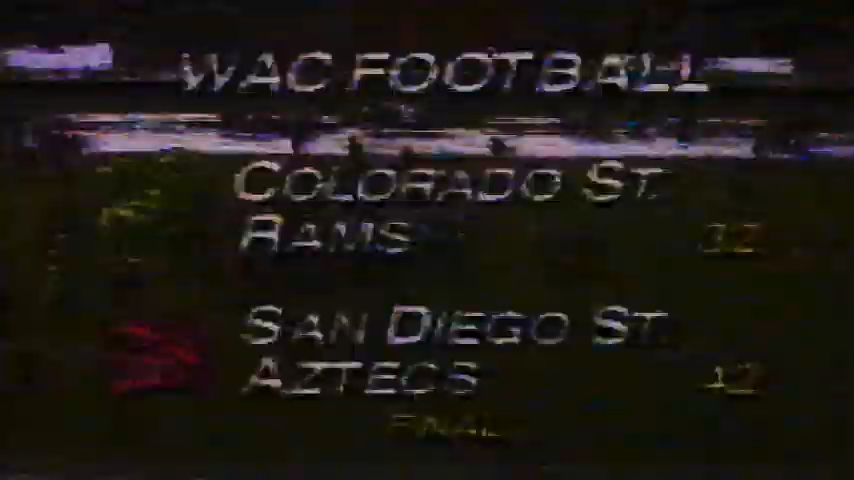 WAC FOOTBALL
COLORADO ST.
RAMS
SAN DIEGO ST.
AZTECS
FINAL